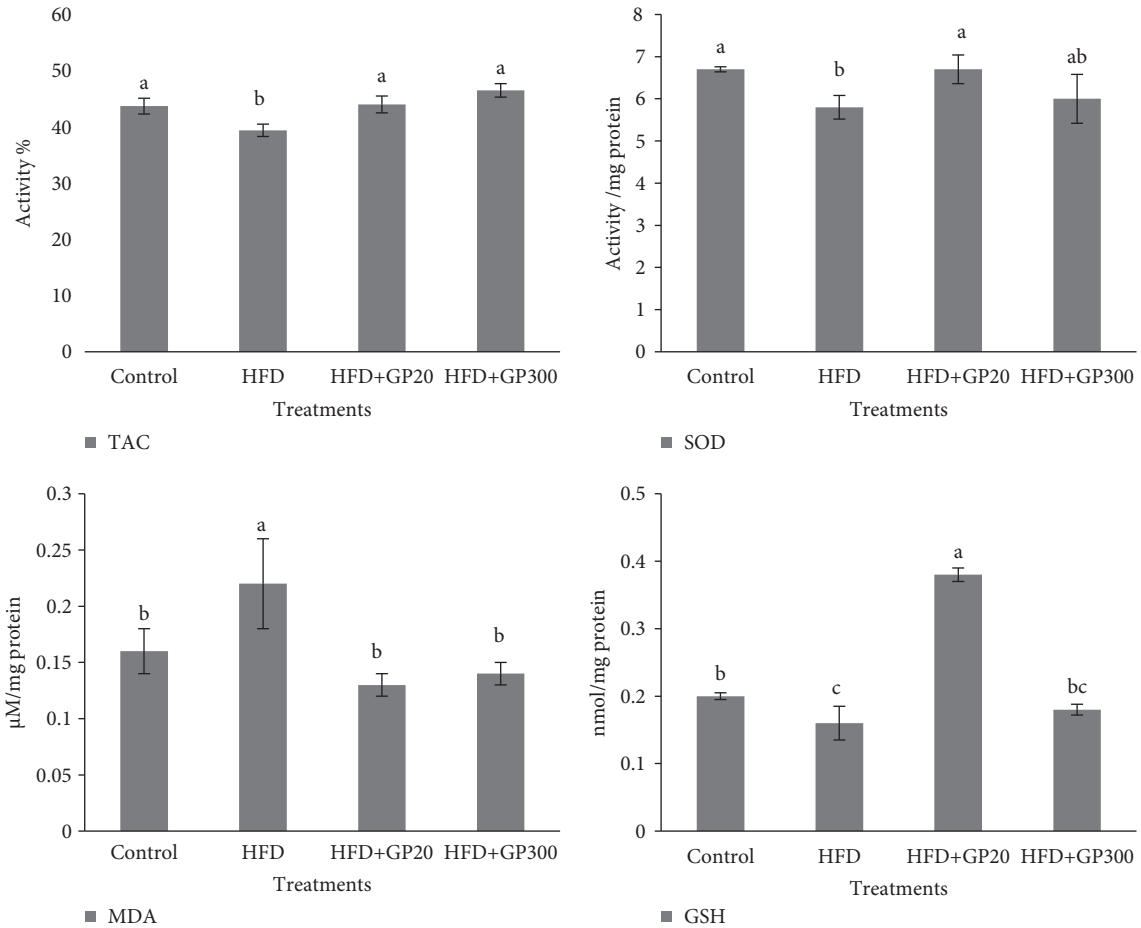 60
50
40
30
20
10
0
Activity %
a
b
a
a
Control HFD HFD+GP20 HFD+GP300
Treatments
TAC
8
7
6
5
4
3
2
1
0
Activity /mg protein
a
b
a
ab
Control HFD HFD+GP20 HFD+GP300
Treatments
SOD
0.3
0.25
0.2
0.15
0.1
0.05
0
µM/mg protein
b
a
b
b
Control HFD HFD+GP20 HFD+GP300
Treatments
MDA
0.5
0.4
0.3
0.2
0.1
0
nmol/mg protein
b
c
a
bc
Control HFD HFD+GP20 HFD+GP300
Treatments
GSH